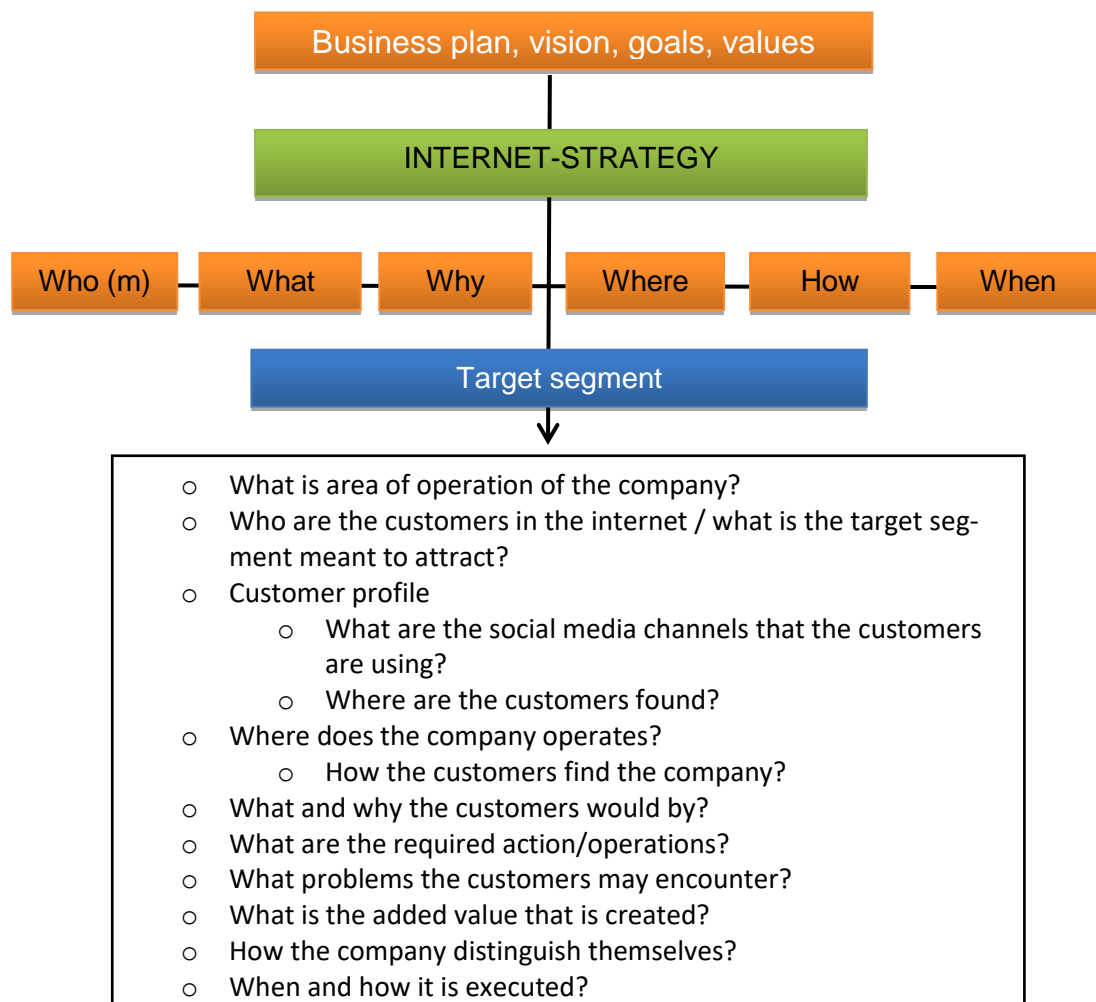 Business plan, vision, goals, values
INTERNET-STRATEGY
Who (m) What Why Where How When
Target segment
o What is area of operation of the company?
o Who are the customers in the internet / what is the target seg-
ment meant to attract?
o Customer profile
o What are the social media channels that the customers
are using?
o Where are the customers found?
o Where does the company operates?
o How the customers find the company?
o What and why the customers would by?
o What are the required action/operations?
o What problems the customers may encounter?
o What is the added value that is created?
o How the company distinguish themselves?
o When and how it is executed?